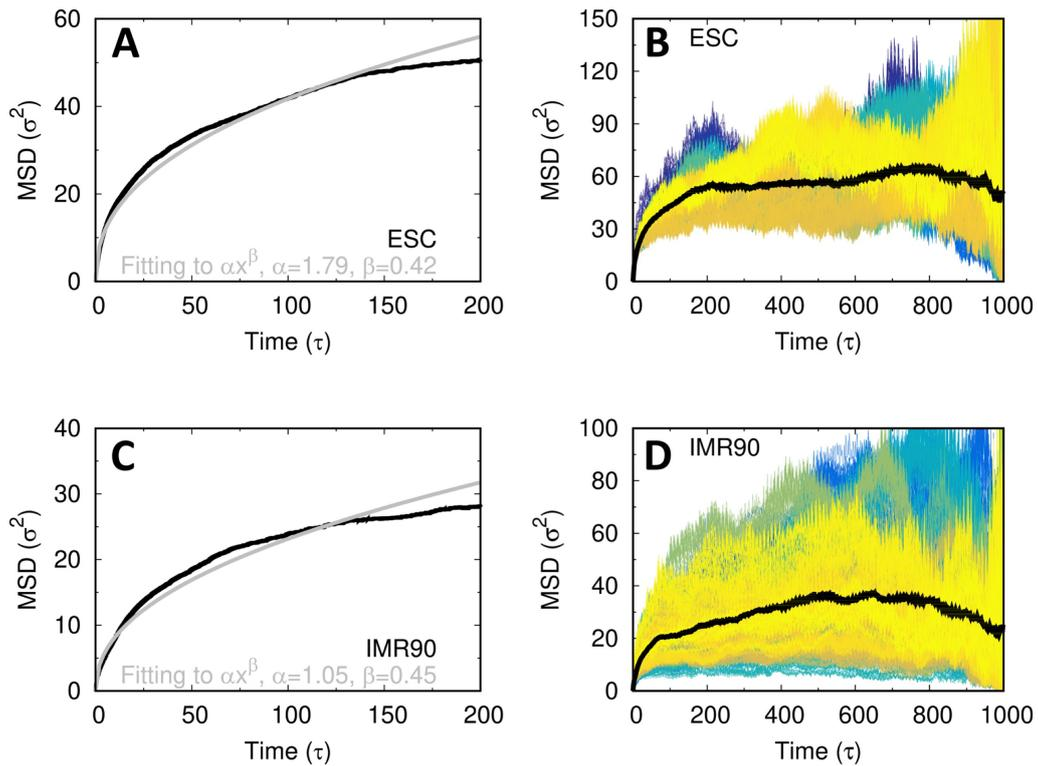 A
60
40
20
0
MSD (σ²)
ESC
Fitting to αxᵝ, α=1.79, β=0.42
0 50 100 150 200
Time (τ)
B ESC
150
120
90
60
30
0
MSD (σ²)
0 200 400 600 800 1000
Time (τ)
C
40
30
20
10
0
MSD (σ²)
IMR90
Fitting to αxᵝ, α=1.05, β=0.45
0 50 100 150 200
Time (τ)
D IMR90
100
80
60
40
20
0
MSD (σ²)
0 200 400 600 800 1000
Time (τ)